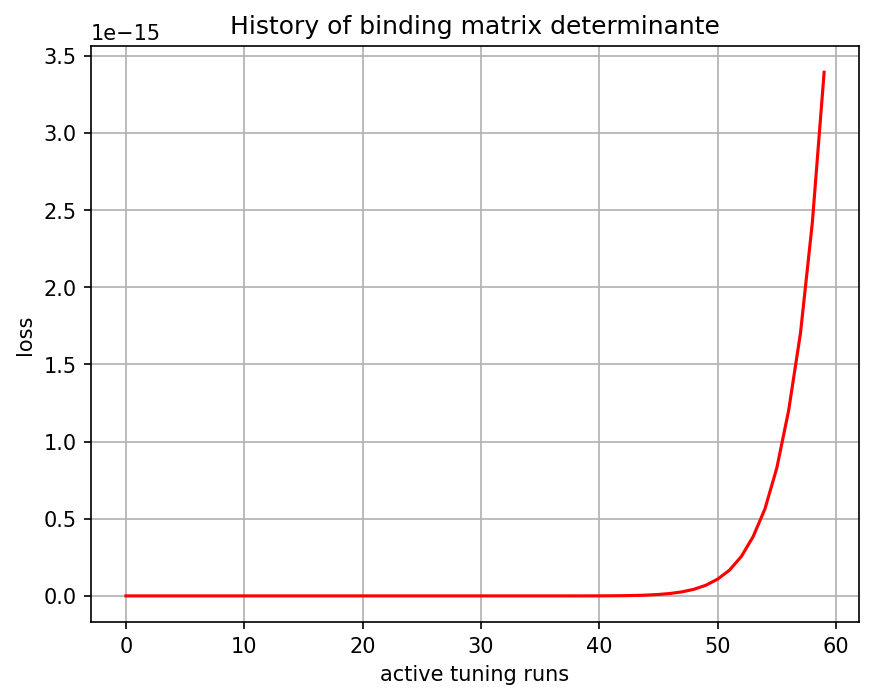 History of binding matrix determinante
1e−15
3.5
3.0
2.5
2.0
1.5
1.0
0.5
0.0
loss
0 10 20 30 40 50 60
active tuning runs